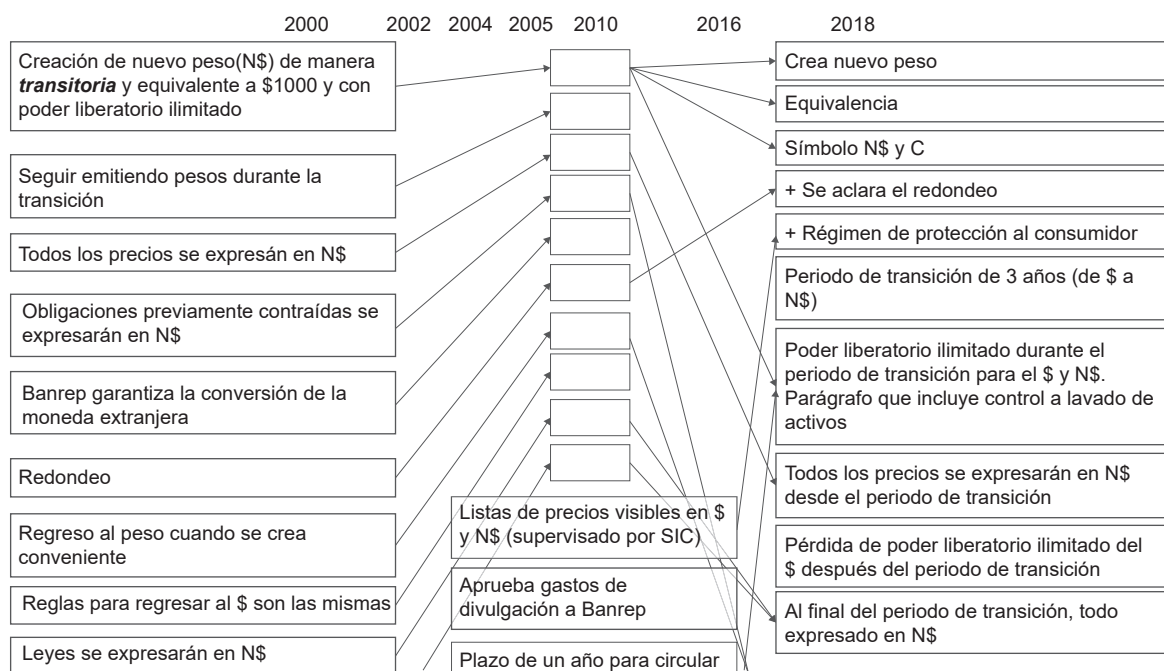 2000 2002 2004 2005 2010 2016 2018
Creación de nuevo peso(N$) de manera
transitoria y equivalente a $1000 y con
poder liberatorio ilimitado
Seguir emitiendo pesos durante la
transición
Todos los precios se expresán en N$
Obligaciones previamente contraídas se
expresarán en N$
Banrep garantiza la conversión de la
moneda extranjera
Redondeo
Regreso al peso cuando se crea
conveniente
Reglas para regresar al $ son las mismas
Leyes se expresarán en N$
Listas de precios visibles en $
y N$ (supervisado por SIC)
Aprueba gastos de
divulgación a Banrep
Plazo de un año para circular
Crea nuevo peso
Equivalencia
Símbolo N$ y C
+ Se aclara el redondeo
+ Régimen de protección al consumidor
Periodo de transición de 3 años (de $ a
N$)
Poder liberatorio ilimitado durante el
periodo de transición para el $ y N$.
Parágrafo que incluye control a lavado de
activos
Todos los precios se expresarán en N$
desde el periodo de transición
Pérdida de poder liberatorio ilimitado del
$ después del periodo de transición
Al final del periodo de transición, todo
expresado en N$